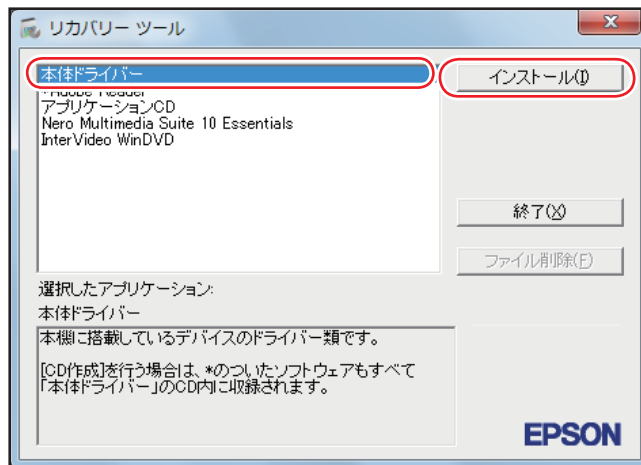 リカバリー ツール
本体ドライバー
インストール(I)
*Adobe Reader
アプリケーションCD
Nero Multimedia Suite 10 Essentials
InterVideo WinDVD
終了(X)
ファイル削除(F)
選択したアプリケーション:
本体ドライバー
本機に搭載しているデバイスのドライバー類です。
[CD作成]を行う場合は、*のついたソフトウェアもすべて
「本体ドライバー」のCD内に収録されます。
EPSON